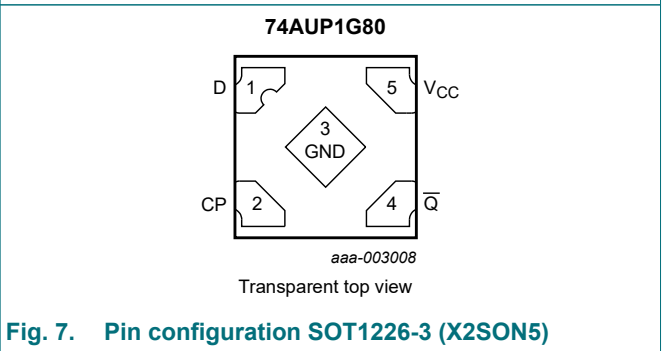 74AUP1G80
D 1 5 VCC
3
GND
CP 2 4 Q̅
aaa-003008
Transparent top view
Fig. 7. Pin configuration SOT1226-3 (X2SON5)